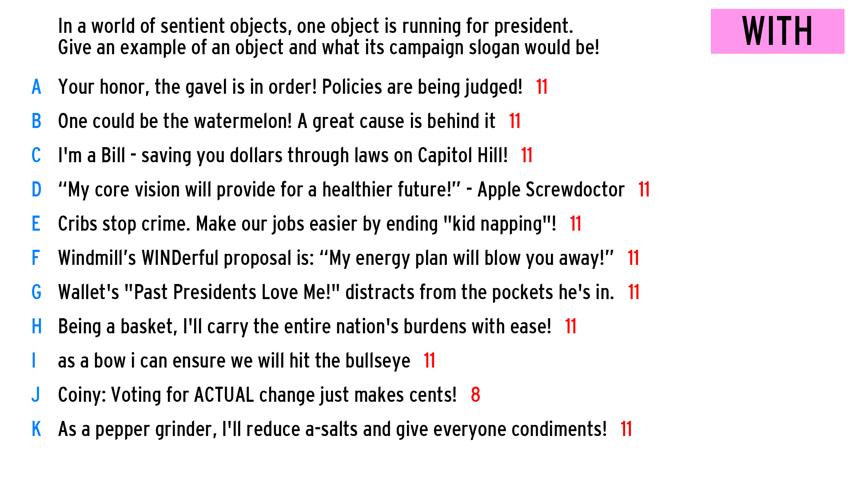 In a world of sentient objects, one object is running for president.
Give an example of an object and what its campaign slogan would be!
WITH
A Your honor, the gavel is in order! Policies are being judged! 11
B One could be the watermelon! A great cause is behind it 11
C I'm a Bill - saving you dollars through laws on Capitol Hill! 11
D “My core vision will provide for a healthier future!” - Apple Screwdoctor 11
E Cribs stop crime. Make our jobs easier by ending "kid napping"! 11
F Windmill’s WINDerful proposal is: “My energy plan will blow you away!” 11
G Wallet's "Past Presidents Love Me!" distracts from the pockets he's in. 11
H Being a basket, I'll carry the entire nation's burdens with ease! 11
I as a bow i can ensure we will hit the bullseye 11
J Coiny: Voting for ACTUAL change just makes cents! 8
K As a pepper grinder, I'll reduce a-salts and give everyone condiments! 11